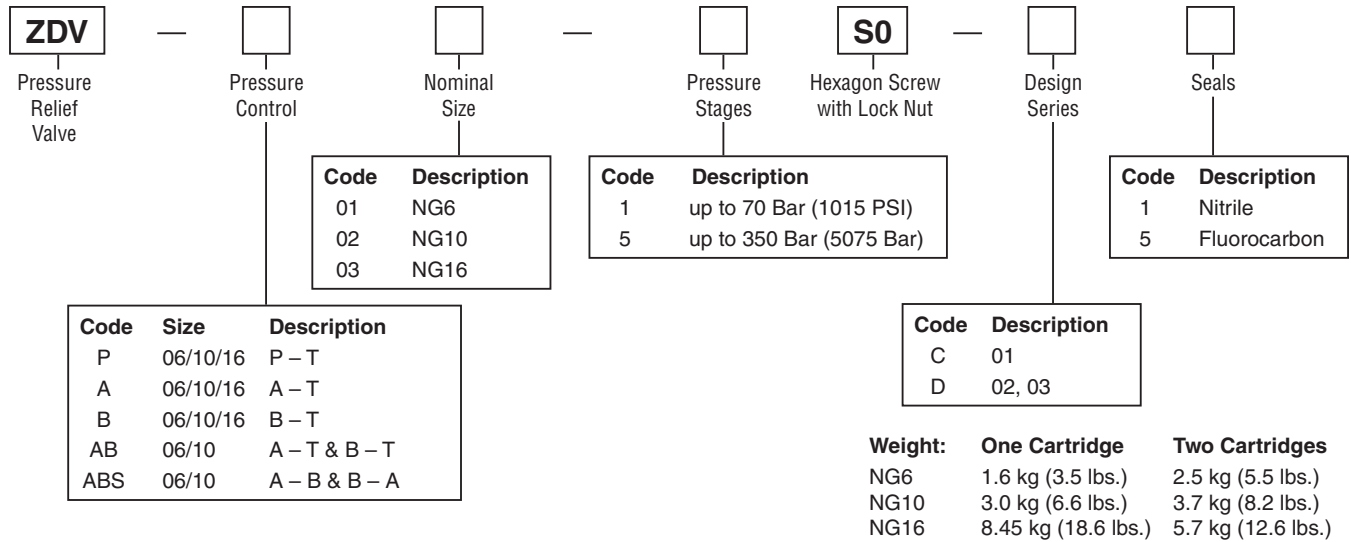 ZDV — — S0 —
Pressure Relief Valve
Pressure Control
Nominal Size
Pressure Stages
Hexagon Screw with Lock Nut
Design Series
Seals
Code Description
01 NG6
02 NG10
03 NG16
Code Description
1 up to 70 Bar (1015 PSI)
5 up to 350 Bar (5075 Bar)
Code Description
1 Nitrile
5 Fluorocarbon
Code Size Description
P 06/10/16 P – T
A 06/10/16 A – T
B 06/10/16 B – T
AB 06/10 A – T & B – T
ABS 06/10 A – B & B – A
Code Description
C 01
D 02, 03
Weight: One Cartridge Two Cartridges
NG6 1.6 kg (3.5 lbs.) 2.5 kg (5.5 lbs.)
NG10 3.0 kg (6.6 lbs.) 3.7 kg (8.2 lbs.)
NG16 8.45 kg (18.6 lbs.) 5.7 kg (12.6 lbs.)